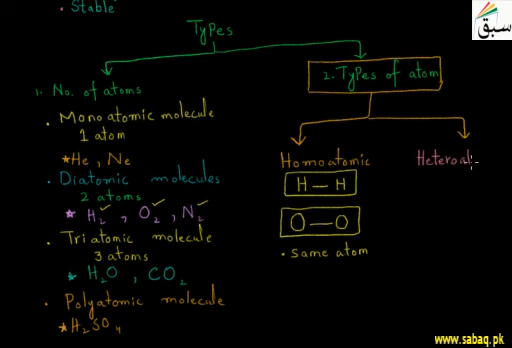 • Stable
سبق
Types
1. No. of atoms
• Mono atomic molecule
1 atom
* He, Ne
• Diatomic molecules
2 atoms
* H₂, O₂, N₂
• Triatomic molecule
3 atoms
* H₂O, CO₂
• Polyatomic molecule
* H₂SO₄
2. Types of atom
Homoatomic
H — H
O — O
• same atom
Heteroat
www.sabaq.pk